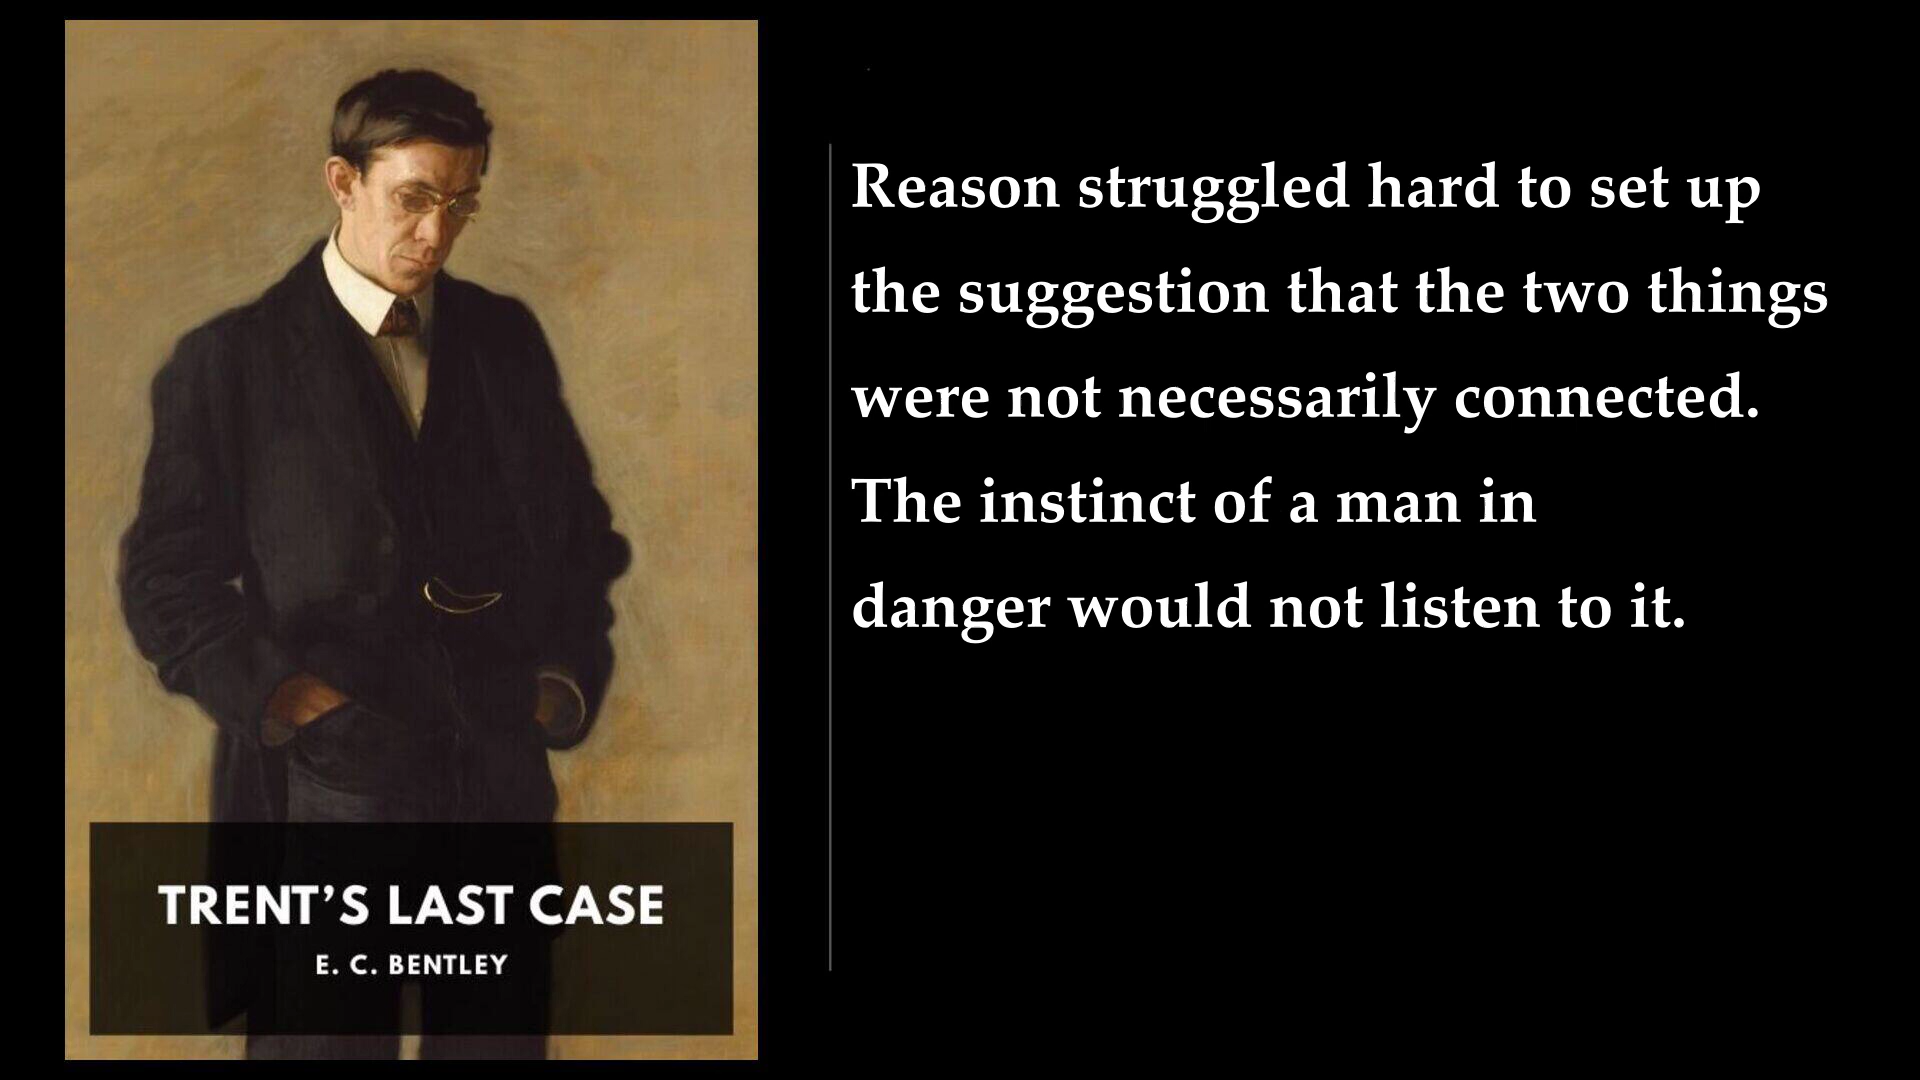 TRENT’S LAST CASE
E. C. BENTLEY
Reason struggled hard to set up
the suggestion that the two things
were not necessarily connected.
The instinct of a man in
danger would not listen to it.